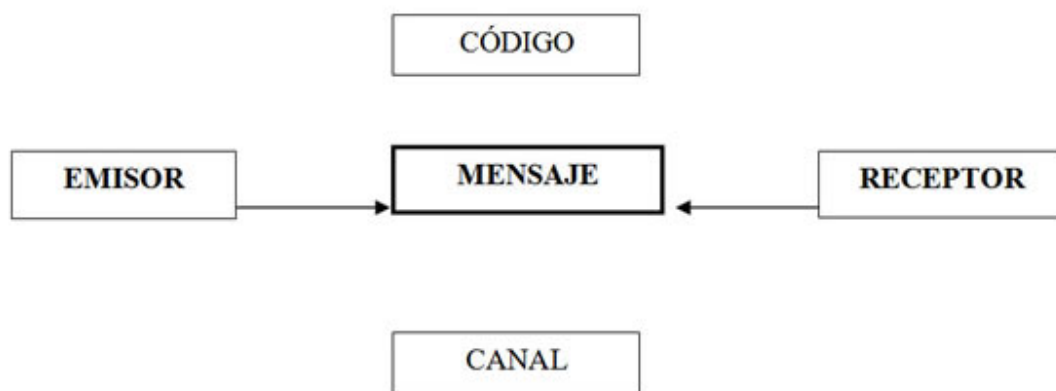 CÓDIGO
EMISOR
MENSAJE
RECEPTOR
CANAL